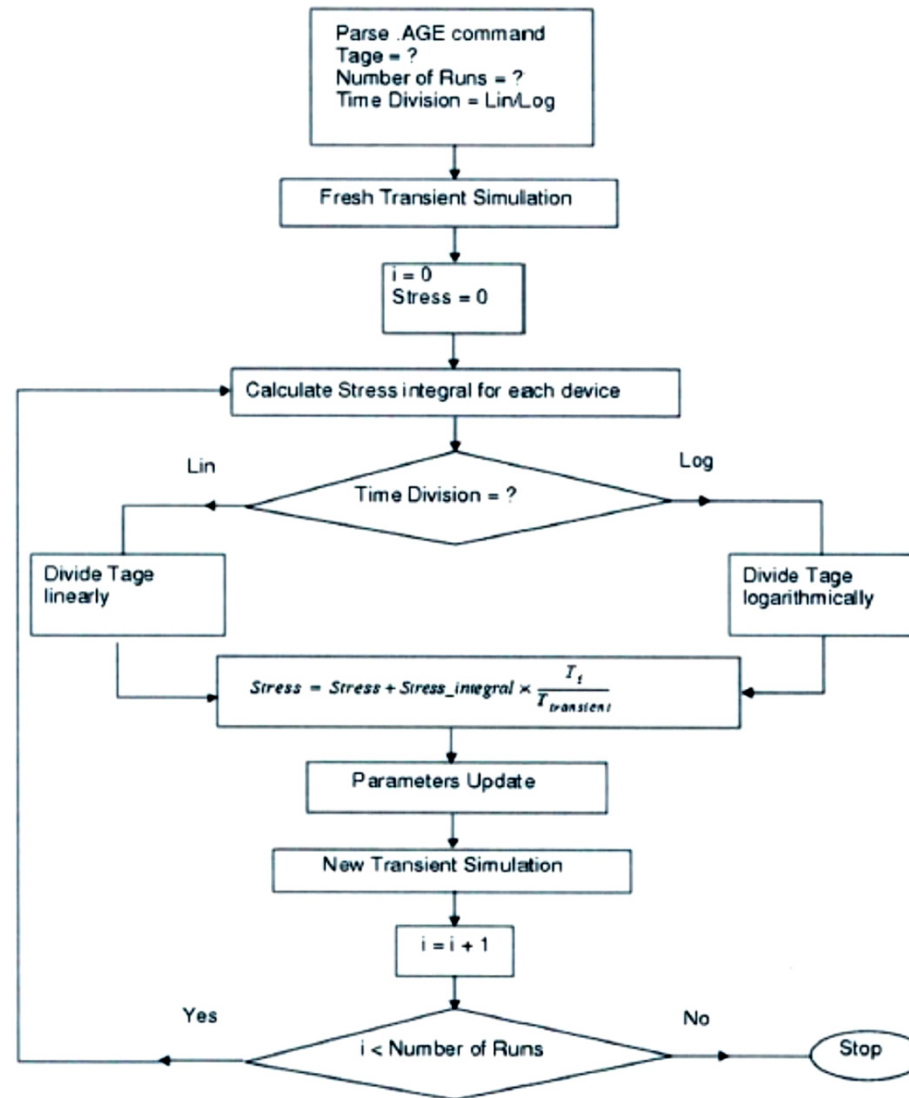 Parse .AGE command
Tage = ?
Number of Runs = ?
Time Division = Lin/Log
Fresh Transient Simulation
i = 0
Stress = 0
Calculate Stress integral for each device
Lin
Log
Time Division = ?
Divide Tage
linearly
Divide Tage
logarithmically
Stress = Stress + Stress_integral × T_i / T_transient
Parameters Update
New Transient Simulation
i = i + 1
Yes
No
i < Number of Runs
Stop